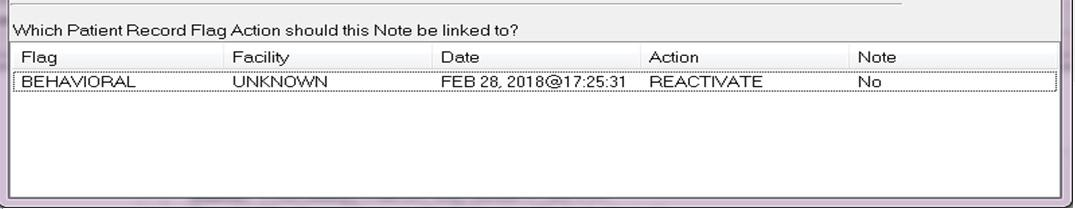 Which Patient Record Flag Action should this Note be linked to?
Flag Facility Date Action Note
BEHAVIORAL UNKNOWN FEB 28, 2018@17:25:31 REACTIVATE No